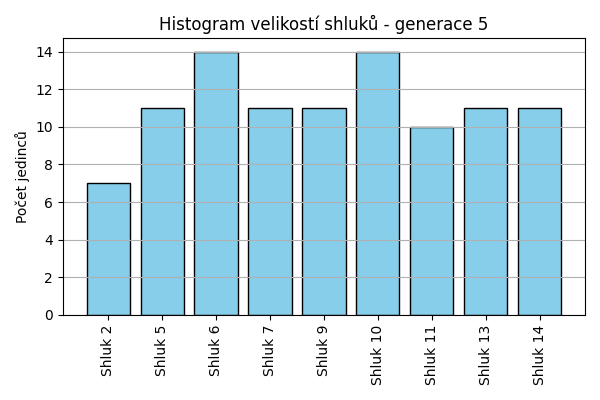 Histogram velikostí shluků - generace 5
Počet jedinců
14
12
10
8
6
4
2
0
Shluk 2
Shluk 5
Shluk 6
Shluk 7
Shluk 9
Shluk 10
Shluk 11
Shluk 13
Shluk 14